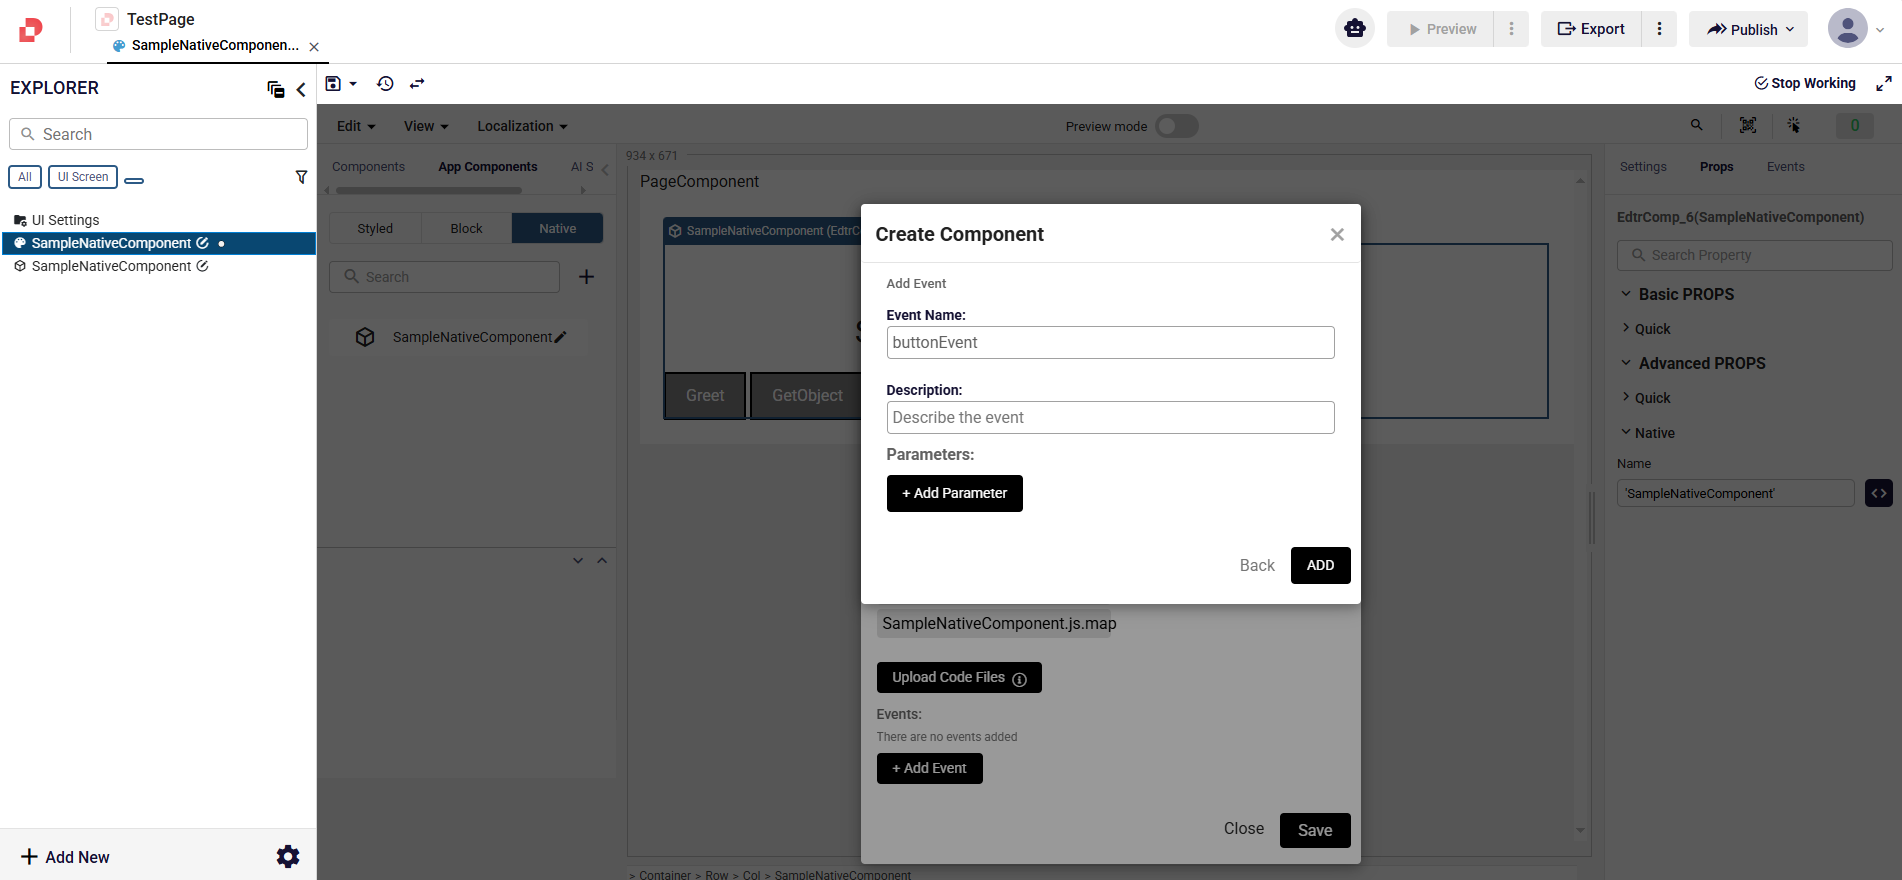 TestPage
SampleNativeComponen...
Preview
Export
Publish
EXPLORER
Stop Working
Search
Edit
View
Localization
Preview mode
0
All
UI Screen
Components
App Components
AI S
934 x 671
PageComponent
Settings
Props
Events
UI Settings
SampleNativeComponent
SampleNativeComponent
Styled
Block
Native
Search
SampleNativeComponent
SampleNativeComponent (EdtrC
Greet
GetObject
Create Component
Add Event
Event Name:
buttonEvent
Description:
Describe the event
Parameters:
+ Add Parameter
Back
ADD
SampleNativeComponent.js.map
Upload Code Files
Events:
There are no events added
+ Add Event
Close
Save
EdtrComp_6(SampleNativeComponent)
Search Property
Basic PROPS
Quick
Advanced PROPS
Quick
Native
Name
'SampleNativeComponent'
Add New
> Container > Row > Col > SampleNativeComponent